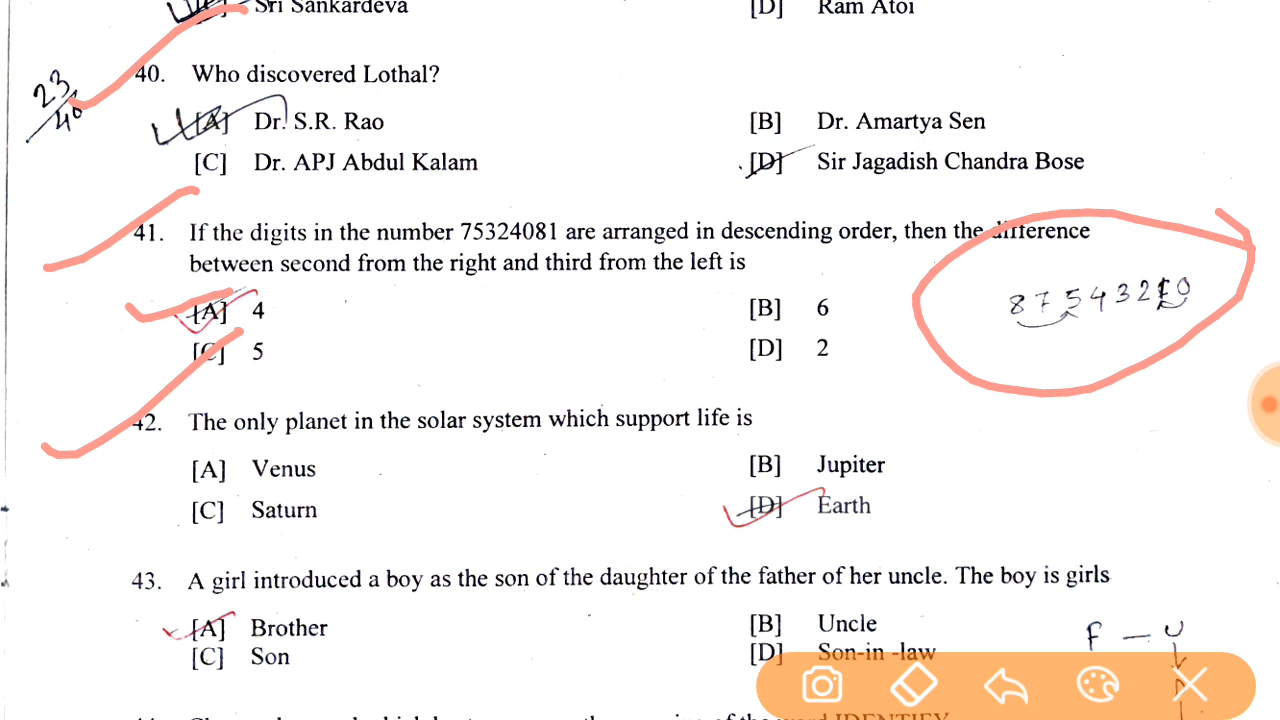 Sri Sankardeva [D] Ram Atoi
23/40
40. Who discovered Lothal?
[A] Dr. S.R. Rao [B] Dr. Amartya Sen
[C] Dr. APJ Abdul Kalam [D] Sir Jagadish Chandra Bose
41. If the digits in the number 75324081 are arranged in descending order, then the difference
between second from the right and third from the left is
87543210
[A] 4 [B] 6
[C] 5 [D] 2
42. The only planet in the solar system which support life is
[A] Venus [B] Jupiter
[C] Saturn [D] Earth
43. A girl introduced a boy as the son of the daughter of the father of her uncle. The boy is girls
[A] Brother [B] Uncle
[C] Son [D] Son-in -law
F — U
IDENTIFY